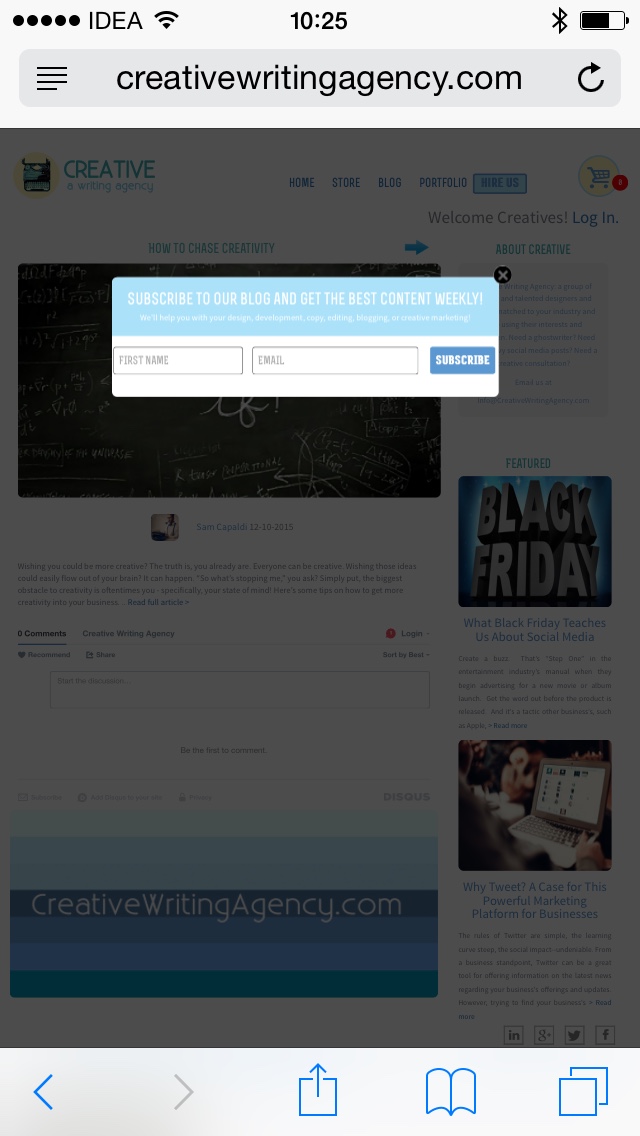 IDEA
10:25
creativewritingagency.com
CREATIVE
a writing agency
HOME STORE BLOG PORTFOLIO HIRE US
Welcome Creatives! Log In.
HOW TO CHASE CREATIVITY
ABOUT CREATIVE
SUBSCRIBE TO OUR BLOG AND GET THE BEST CONTENT WEEKLY!
We'll help you with your design, development, copy, editing, blogging, or creative marketing!
FIRST NAME
EMAIL
SUBSCRIBE
Writing Agency: a group of
and talented designers and
matched to your industry and
using their interests and
Love? Need
social media posts? Need a
creative consultation?
Email us at
CreativeWritingAgency.com
if!
Sam Capaldi 12-10-2015
Wishing you could be more creative? The truth is, you already are. Everyone can be creative. Wishing those ideas
could easily flow out of your brain? It can happen. "So what's stopping me," you ask? Simply put, the biggest
obstacle to creativity is oftentimes you - specifically, your state of mind! Here's some tips on how to get more
creativity into your business... Read full article >
0 Comments Creative Writing Agency Login
Recommend Share Sort by Best
Start the discussion...
Be the first to comment.
Subscribe Add Disqus to your site Privacy DISQUS
CreativeWritingAgency.com
FEATURED
BLACK
FRIDAY
What Black Friday Teaches
Us About Social Media
Create a buzz. That's "Step One" in the
entertainment industry's manual when they
begin advertising for a new movie or album
launch. Get the word out before the product is
released. And it's a tactic other business's, such
as Apple, > Read more
Why Tweet? A Case for This
Powerful Marketing
Platform for Businesses
The rules of Twitter are simple, the learning
curve steep, the social impact--undeniable. From
a business standpoint, Twitter can be a great
tool for offering information on the latest news
regarding your business's offerings and updates.
However, trying to find your business's > Read
more